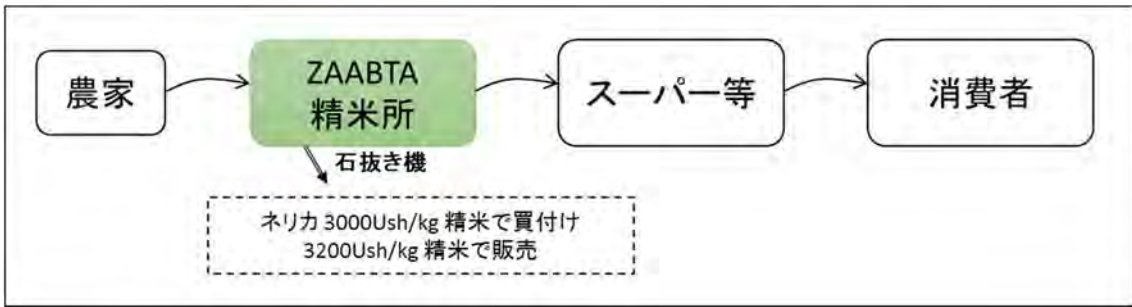 農家
ZAABTA
精米所
スーパー等
消費者
石抜き機
ネリカ 3000Ush/kg 精米で買付け
3200Ush/kg 精米で販売